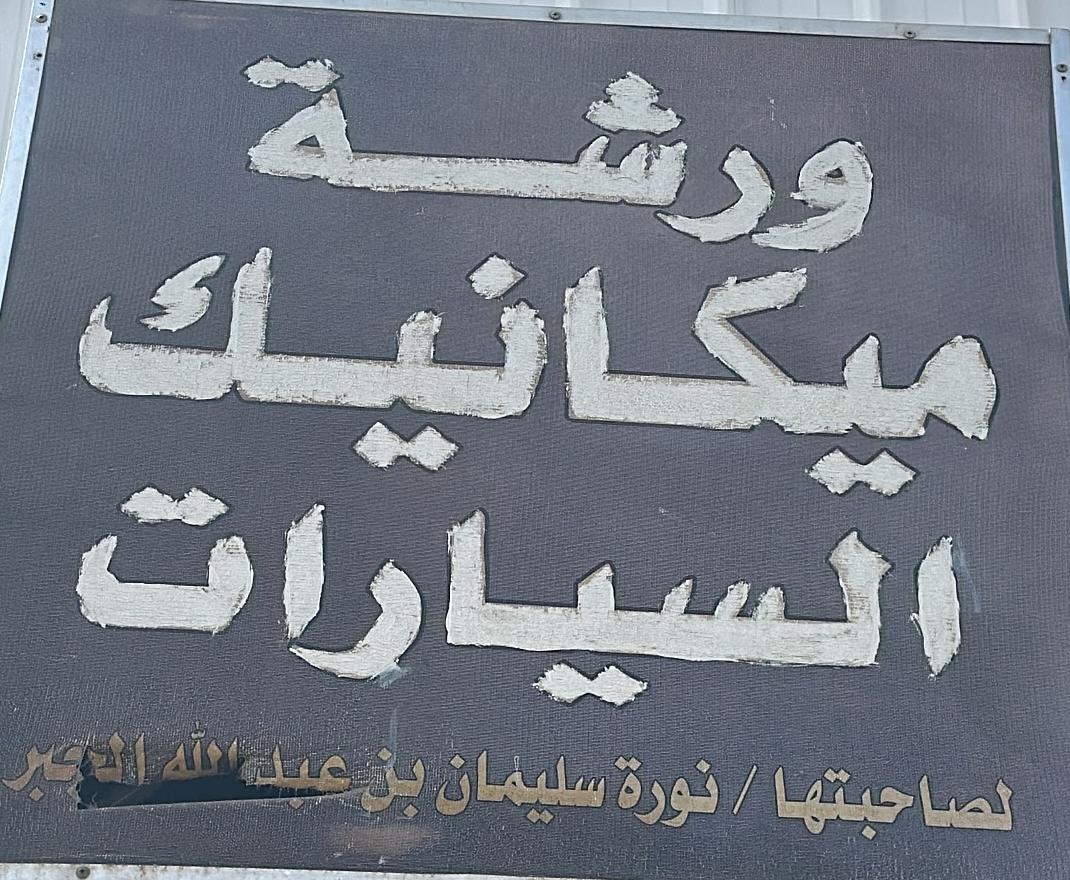 ورشة
ميكانيك
السيارات
لصاحبتها / نورة سليمان بن عبد الله